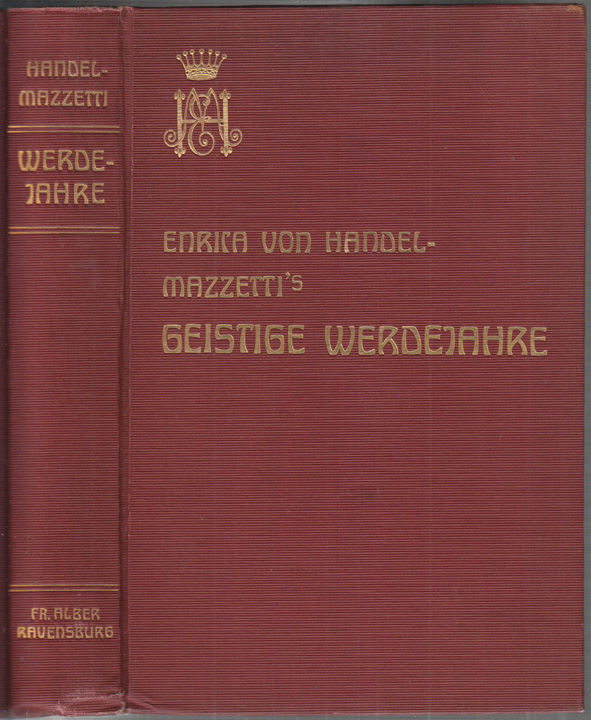 HANDEL-
MAZZETTI
WERDE-
JAHRE
FR. ALBER
RAVENSBURG
ENRICA VON HANDEL-
MAZZETTI'S
GEISTIGE WERDEJAHRE